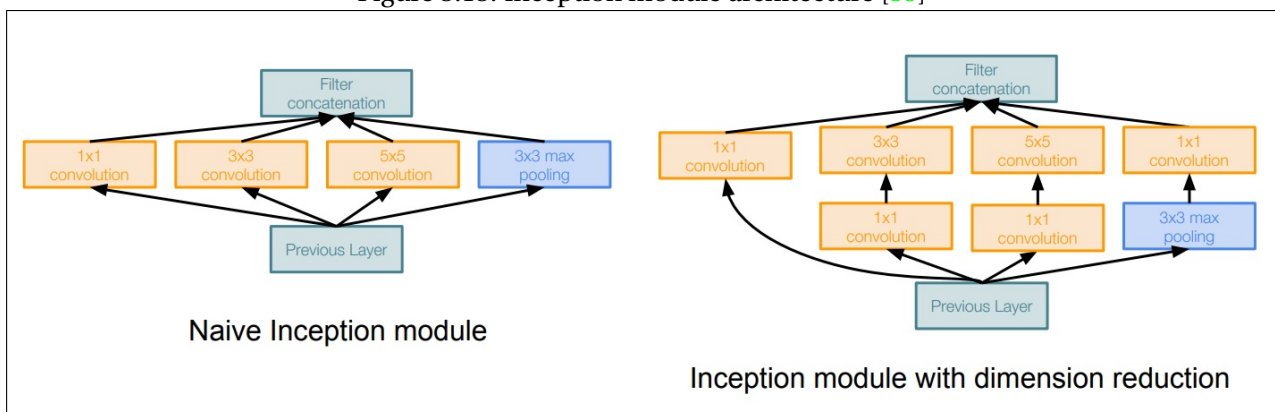 Filter
concatenation
1x1
convolution
3x3
convolution
5x5
convolution
3x3 max
pooling
Previous Layer
Naive Inception module
Filter
concatenation
1x1
convolution
3x3
convolution
5x5
convolution
1x1
convolution
1x1
convolution
1x1
convolution
3x3 max
pooling
Previous Layer
Inception module with dimension reduction